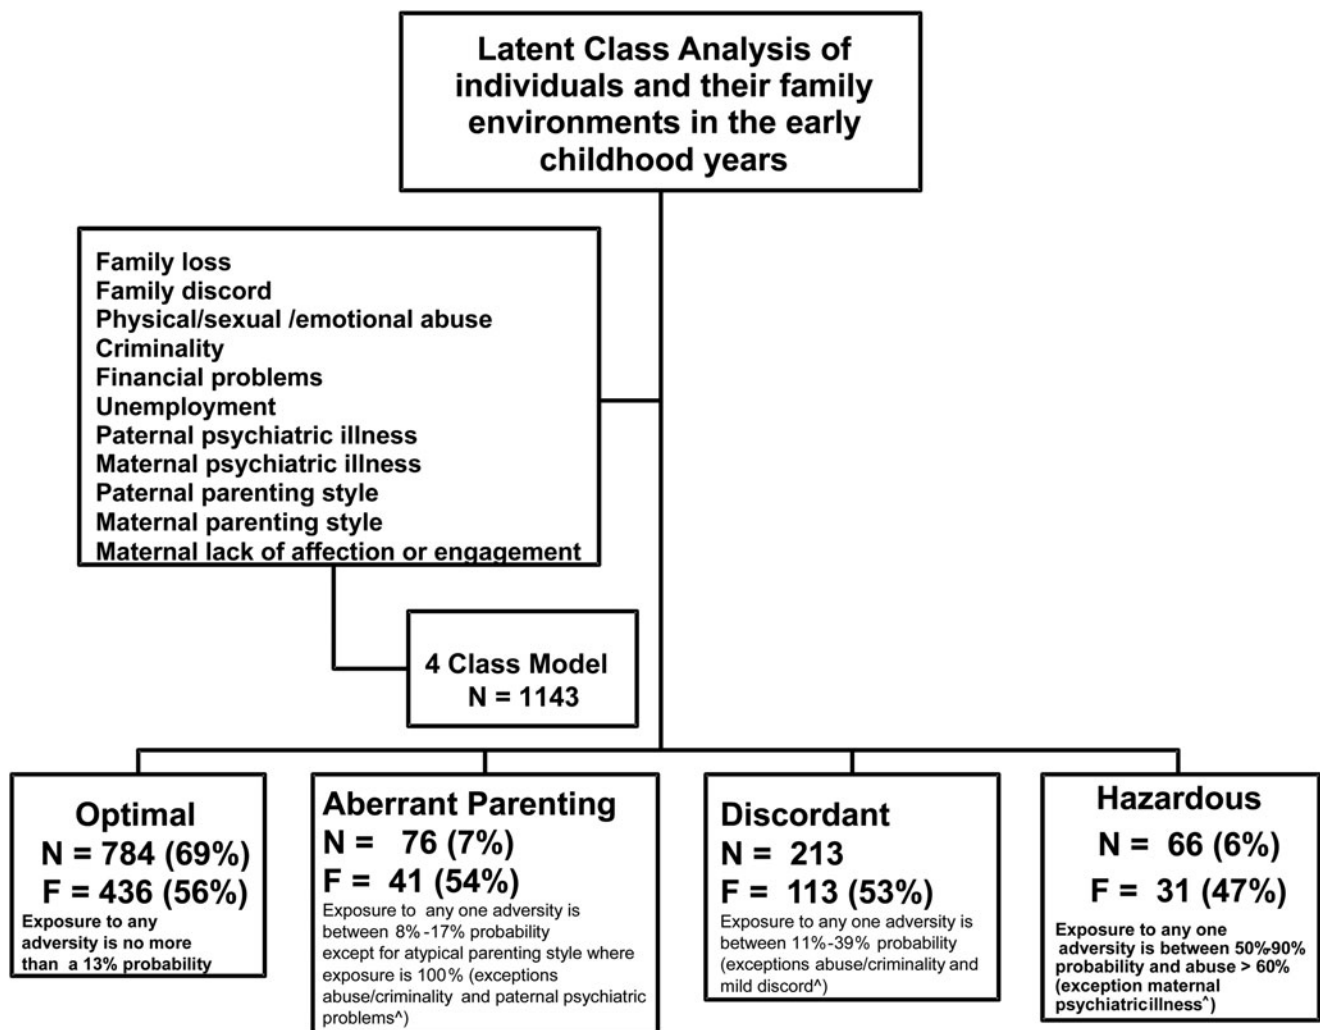 Latent Class Analysis of
individuals and their family
environments in the early
childhood years
Family loss
Family discord
Physical/sexual /emotional abuse
Criminality
Financial problems
Unemployment
Paternal psychiatric illness
Maternal psychiatric illness
Paternal parenting style
Maternal parenting style
Maternal lack of affection or engagement
4 Class Model
N = 1143
Optimal
N = 784 (69%)
F = 436 (56%)
Exposure to any
adversity is no more
than a 13% probability
Aberrant Parenting
N = 76 (7%)
F = 41 (54%)
Exposure to any one adversity is
between 8%-17% probability
except for atypical parenting style where
exposure is 100% (exceptions
abuse/criminality and paternal psychiatric
problems^)
Discordant
N = 213
F = 113 (53%)
Exposure to any one adversity is
between 11%-39% probability
(exceptions abuse/criminality and
mild discord^)
Hazardous
N = 66 (6%)
F = 31 (47%)
Exposure to any one
adversity is between 50%-90%
probability and abuse > 60%
(exception maternal
psychiatricillness^)